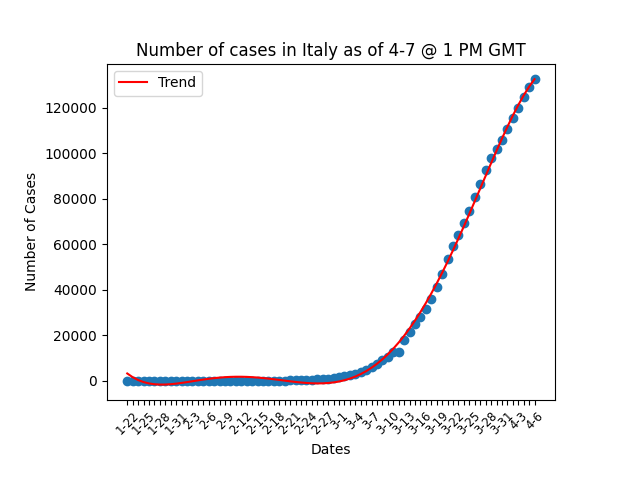 Number of cases in Italy as of 4-7 @ 1 PM GMT
Trend
Number of Cases
120000
100000
80000
60000
40000
20000
0
1-22 1-25 1-28 1-31 2-3 2-6 2-9 2-12 2-15 2-18 2-21 2-24 2-27 3-1 3-4 3-7 3-10 3-13 3-16 3-19 3-22 3-25 3-28 3-31 4-3 4-6
Dates